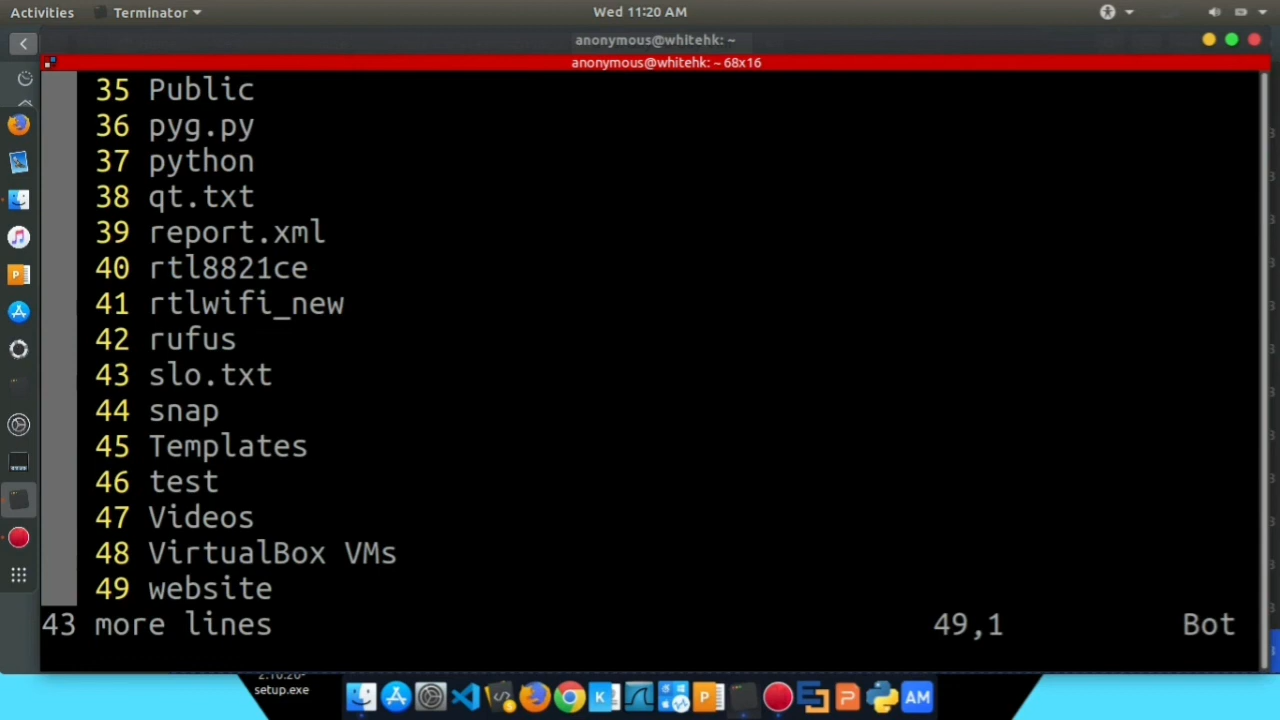 Activities Terminator Wed 11:20 AM
anonymous@whitehk: ~
anonymous@whitehk: ~ 68x16
35 Public
36 pyg.py
37 python
38 qt.txt
39 report.xml
40 rtl8821ce
41 rtlwifi_new
42 rufus
43 slo.txt
44 snap
45 Templates
46 test
47 Videos
48 VirtualBox VMs
49 website
43 more lines 49,1 Bot
setup.exe
K P AM